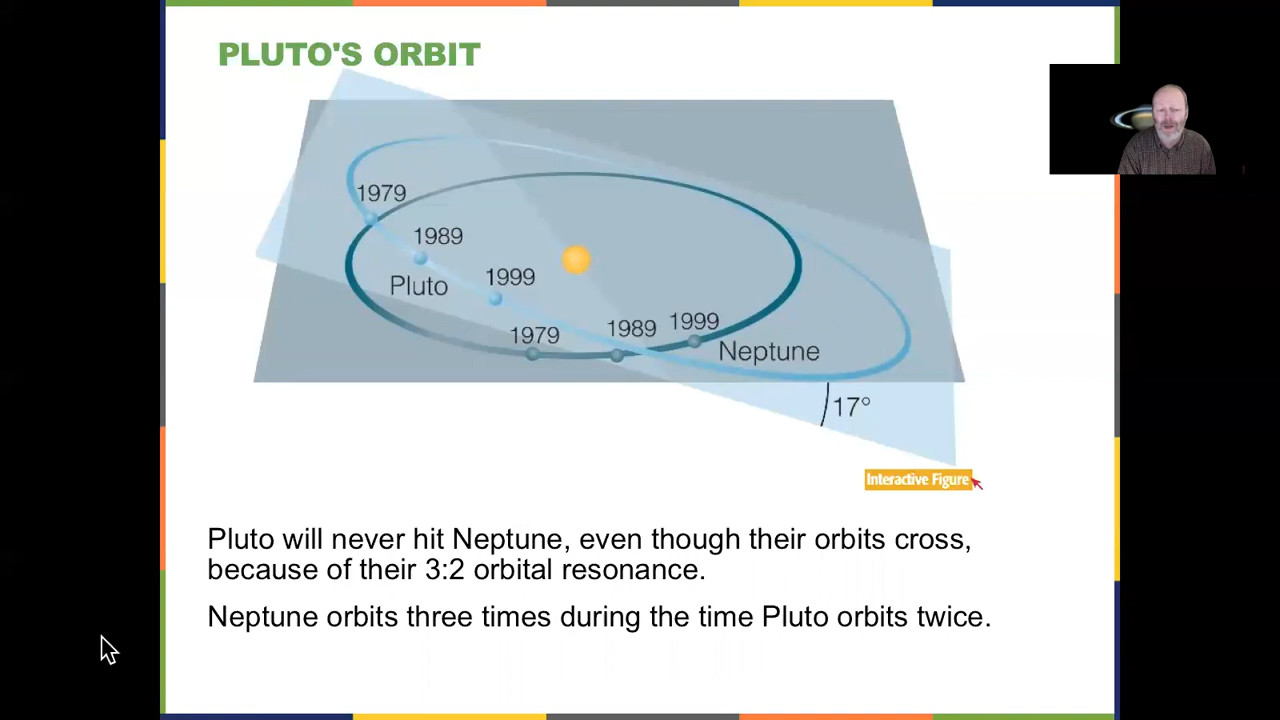 PLUTO'S ORBIT
1979
1989
Pluto
1999
1979
1989
1999
Neptune
17°
Interactive Figure
Pluto will never hit Neptune, even though their orbits cross,
because of their 3:2 orbital resonance.
Neptune orbits three times during the time Pluto orbits twice.